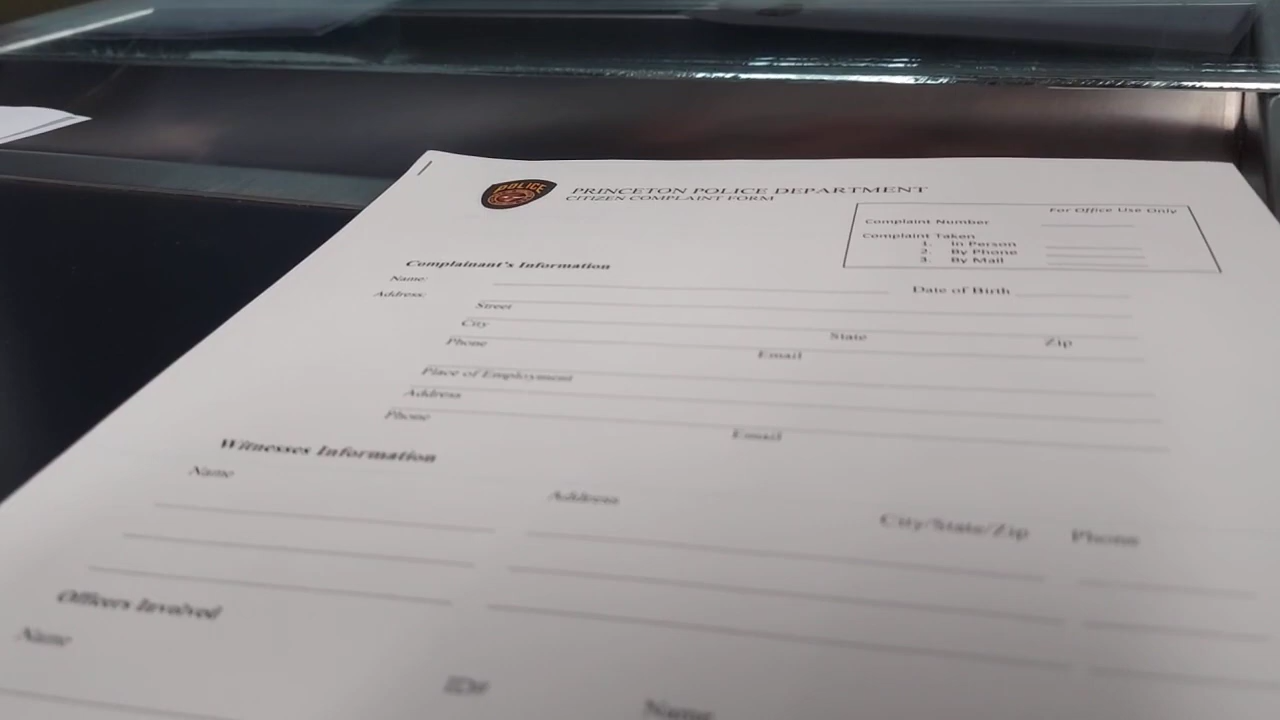 POLICE
PRINCETON POLICE DEPARTMENT
CITIZEN COMPLAINT FORM
For Office Use Only
Complaint Number
Complaint Taken
1. In Person
2. By Phone
3. By Mail
Complainant's Information
Name:
Date of Birth
Address:
Street
City State Zip
Phone Email
Place of Employment
Address
Phone Email
Witnesses Information
Name Address City/State/Zip Phone
Officers Involved
Name ID# Name